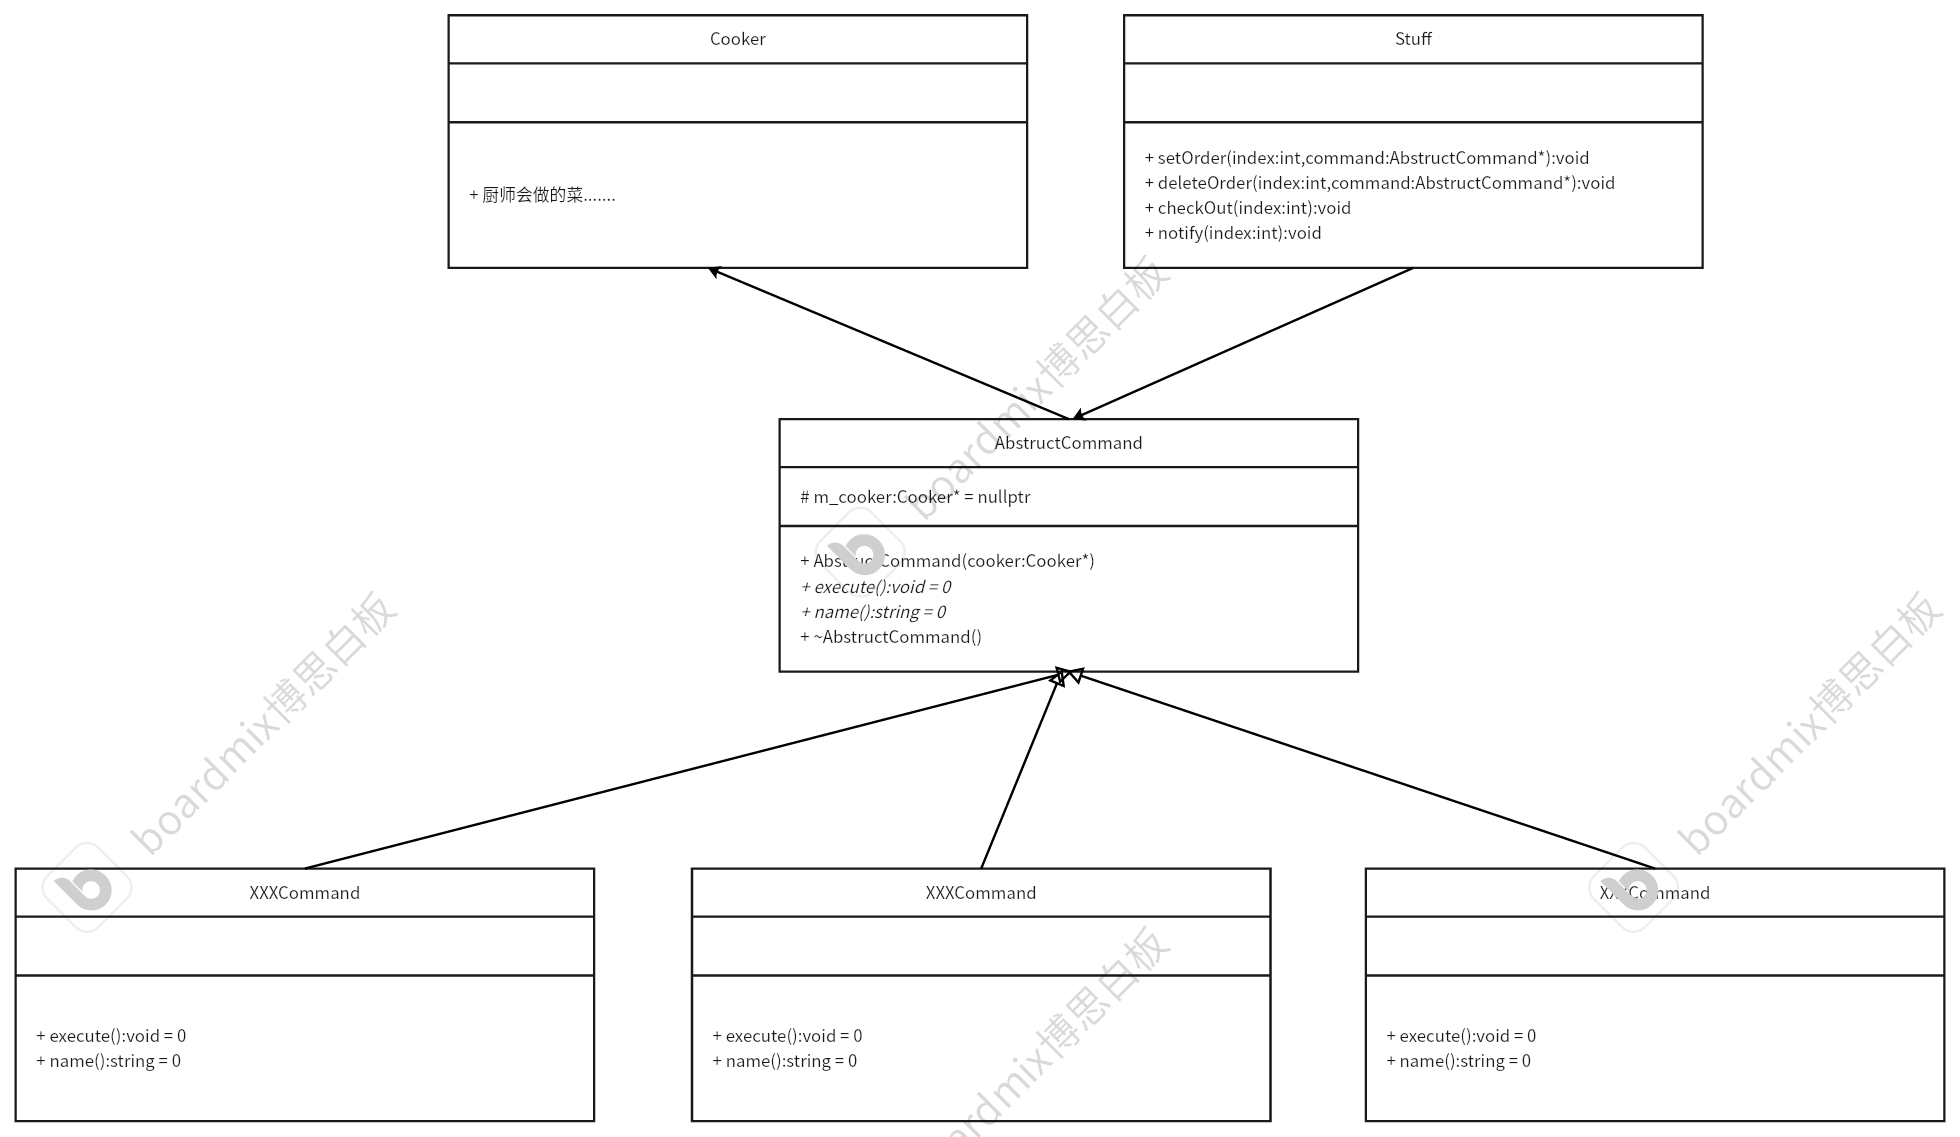 Cooker
+ 厨师会做的菜.......
Stuff
+ setOrder(index:int,command:AbstructCommand*):void
+ deleteOrder(index:int,command:AbstructCommand*):void
+ checkOut(index:int):void
+ notify(index:int):void
AbstructCommand
# m_cooker:Cooker* = nullptr
+ AbstructCommand(cooker:Cooker*)
+ execute():void = 0
+ name():string = 0
+ ~AbstructCommand()
XXXCommand
+ execute():void = 0
+ name():string = 0
XXXCommand
+ execute():void = 0
+ name():string = 0
XXXCommand
+ execute():void = 0
+ name():string = 0
boardmix博思白板
boardmix博思白板
boardmix博思白板
boardmix博思白板